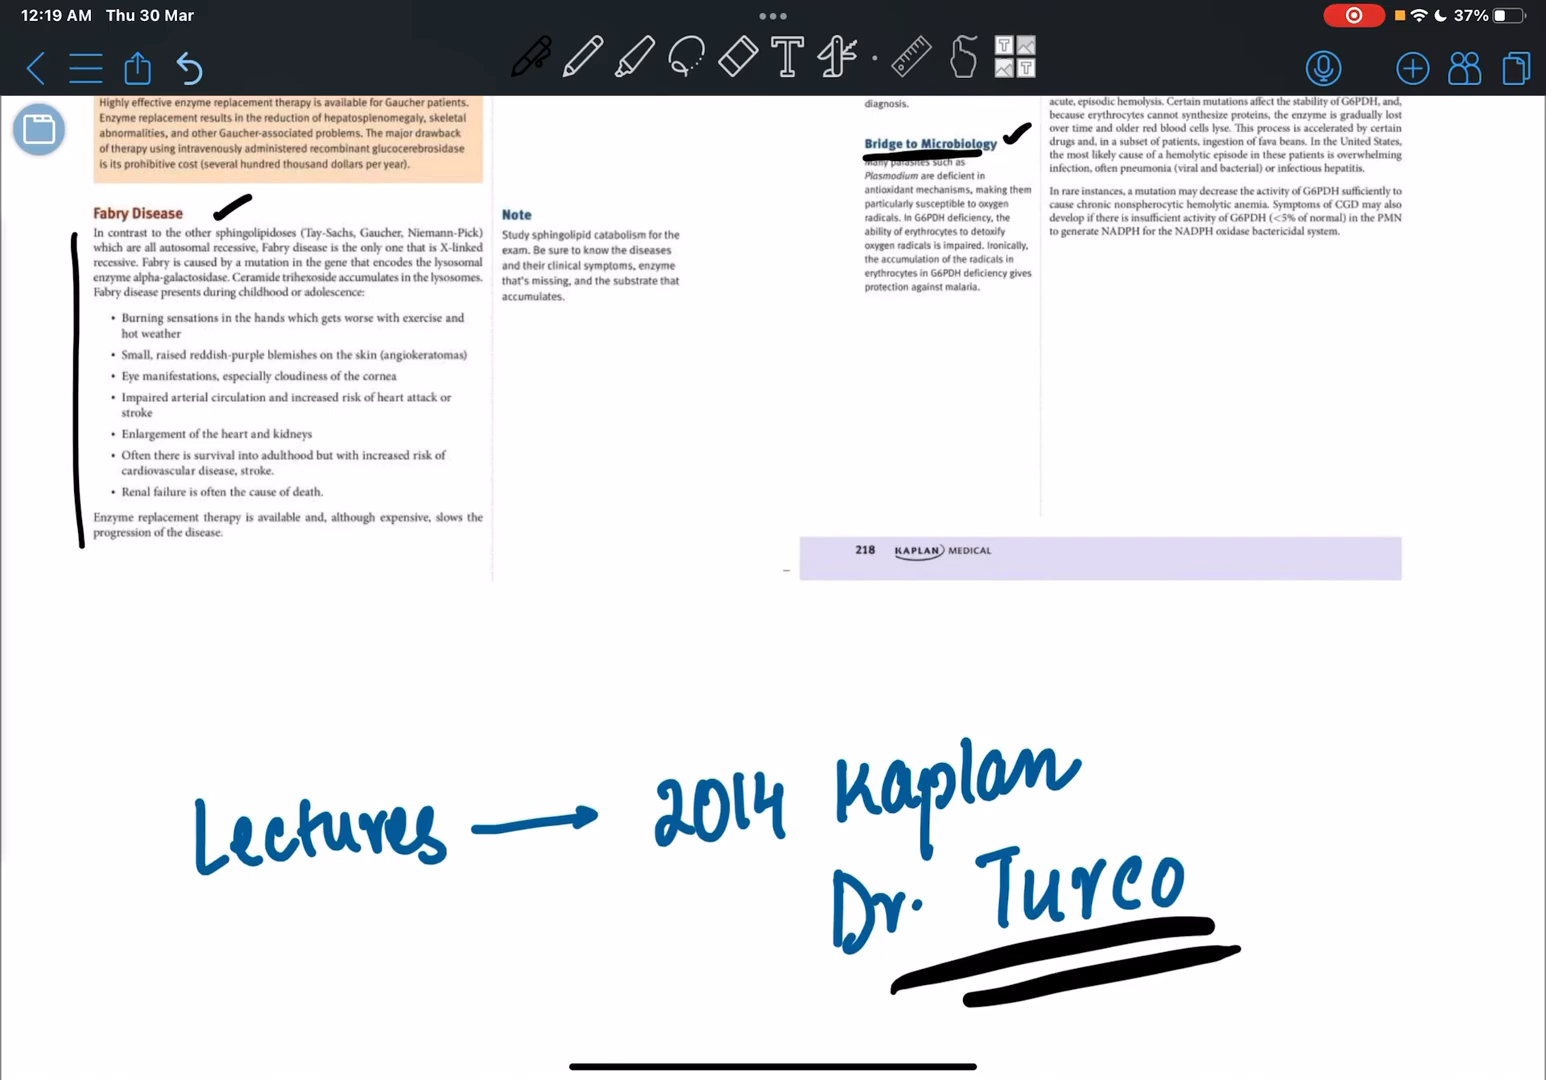 12:19 AM Thu 30 Mar
37%
Highly effective enzyme replacement therapy is available for Gaucher patients.
Enzyme replacement results in the reduction of hepatosplenomegaly, skeletal
abnormalities, and other Gaucher-associated problems. The major drawback
of therapy using intravenously administered recombinant glucocerebrosidase
is its prohibitive cost (several hundred thousand dollars per year).
Fabry Disease
In contrast to the other sphingolipidoses (Tay-Sachs, Gaucher, Niemann-Pick)
which are all autosomal recessive, Fabry disease is the only one that is X-linked
recessive. Fabry is caused by a mutation in the gene that encodes the lysosomal
enzyme alpha-galactosidase. Ceramide trihexoside accumulates in the lysosomes.
Fabry disease presents during childhood or adolescence:
• Burning sensations in the hands which gets worse with exercise and
hot weather
• Small, raised reddish-purple blemishes on the skin (angiokeratomas)
• Eye manifestations, especially cloudiness of the cornea
• Impaired arterial circulation and increased risk of heart attack or
stroke
• Enlargement of the heart and kidneys
• Often there is survival into adulthood but with increased risk of
cardiovascular disease, stroke.
• Renal failure is often the cause of death.
Enzyme replacement therapy is available and, although expensive, slows the
progression of the disease.
Note
Study sphingolipid catabolism for the
exam. Be sure to know the diseases
and their clinical symptoms, enzyme
that's missing, and the substrate that
accumulates.
diagnosis.
Bridge to Microbiology
Many parasites such as
Plasmodium are deficient in
antioxidant mechanisms, making them
particularly susceptible to oxygen
radicals. In G6PDH deficiency, the
ability of erythrocytes to detoxify
oxygen radicals is impaired. Ironically,
the accumulation of the radicals in
erythrocytes in G6PDH deficiency gives
protection against malaria.
acute, episodic hemolysis. Certain mutations affect the stability of G6PDH, and,
because erythrocytes cannot synthesize proteins, the enzyme is gradually lost
over time and older red blood cells lyse. This process is accelerated by certain
drugs and, in a subset of patients, ingestion of fava beans. In the United States,
the most likely cause of a hemolytic episode in these patients is overwhelming
infection, often pneumonia (viral and bacterial) or infectious hepatitis.
In rare instances, a mutation may decrease the activity of G6PDH sufficiently to
cause chronic nonspherocytic hemolytic anemia. Symptoms of CGD may also
develop if there is insufficient activity of G6PDH (<5% of normal) in the PMN
to generate NADPH for the NADPH oxidase bactericidal system.
218 KAPLAN MEDICAL
Lectures → 2014 Kaplan
Dr. Turco